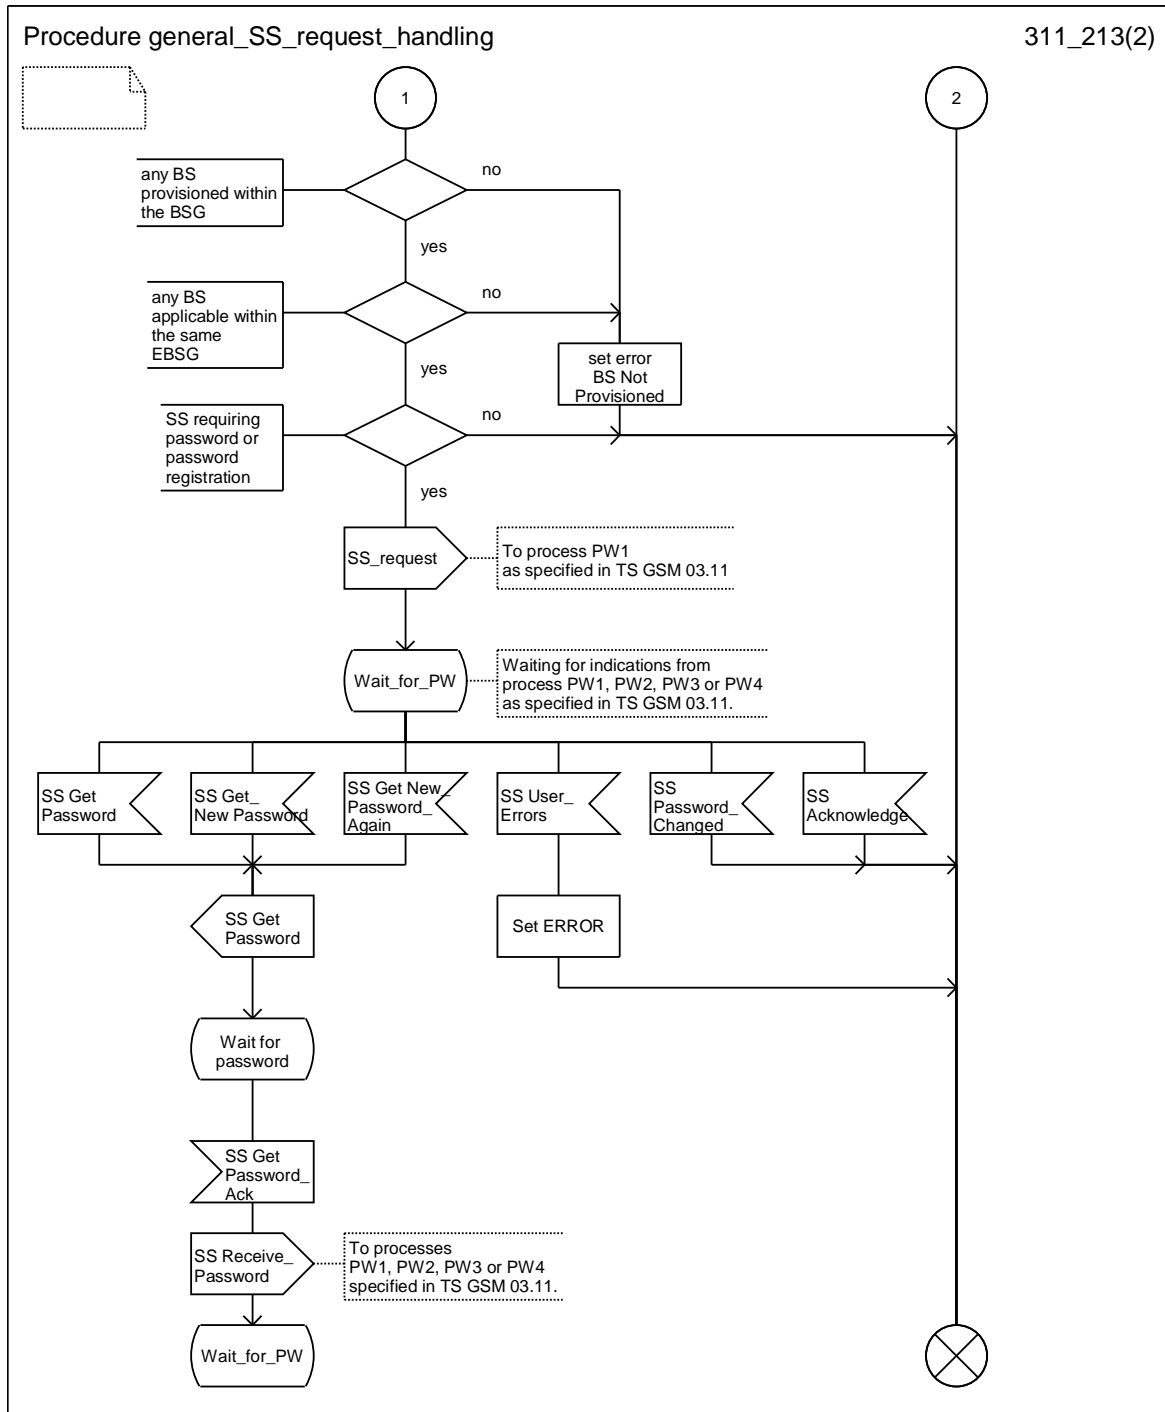 Procedure general_SS_request_handling
311_213(2)
1
2
any BS
provisioned within
the BSG
no
yes
any BS
applicable within
the same
EBSG
no
set error
BS Not
Provisioned
yes
SS requiring
password or
password
registration
no
yes
SS_request
To process PW1
as specified in TS GSM 03.11
Wait_for_PW
Waiting for indications from
process PW1, PW2, PW3 or PW4
as specified in TS GSM 03.11.
SS Get
Password
SS Get_
New Password
SS Get New_
Password_
Again
SS User_
Errors
SS
Password_
Changed
SS
Acknowledge
SS Get
Password
Set ERROR
Wait for
password
SS Get
Password_
Ack
SS Receive_
Password
To processes
PW1, PW2, PW3 or PW4
specified in TS GSM 03.11.
Wait_for_PW